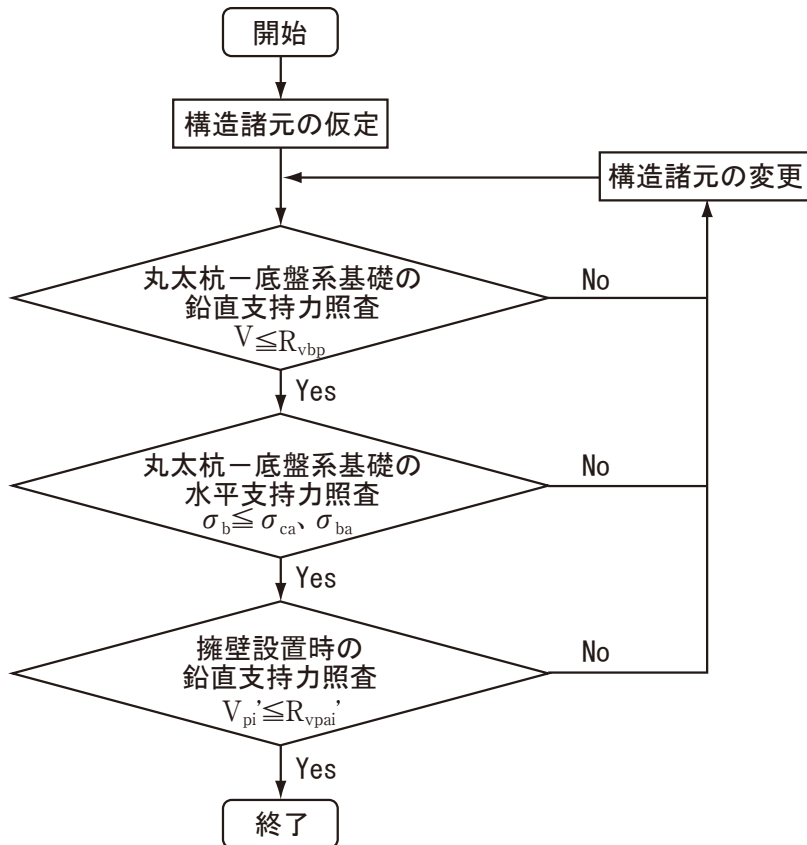 開始
構造諸元の仮定
構造諸元の変更
丸太杭－底盤系基礎の
鉛直支持力照査
V≦Rvbp
No
Yes
丸太杭－底盤系基礎の
水平支持力照査
σb≦σca、σba
No
Yes
擁壁設置時の
鉛直支持力照査
Vpi'≦Rvpai'
No
Yes
終了